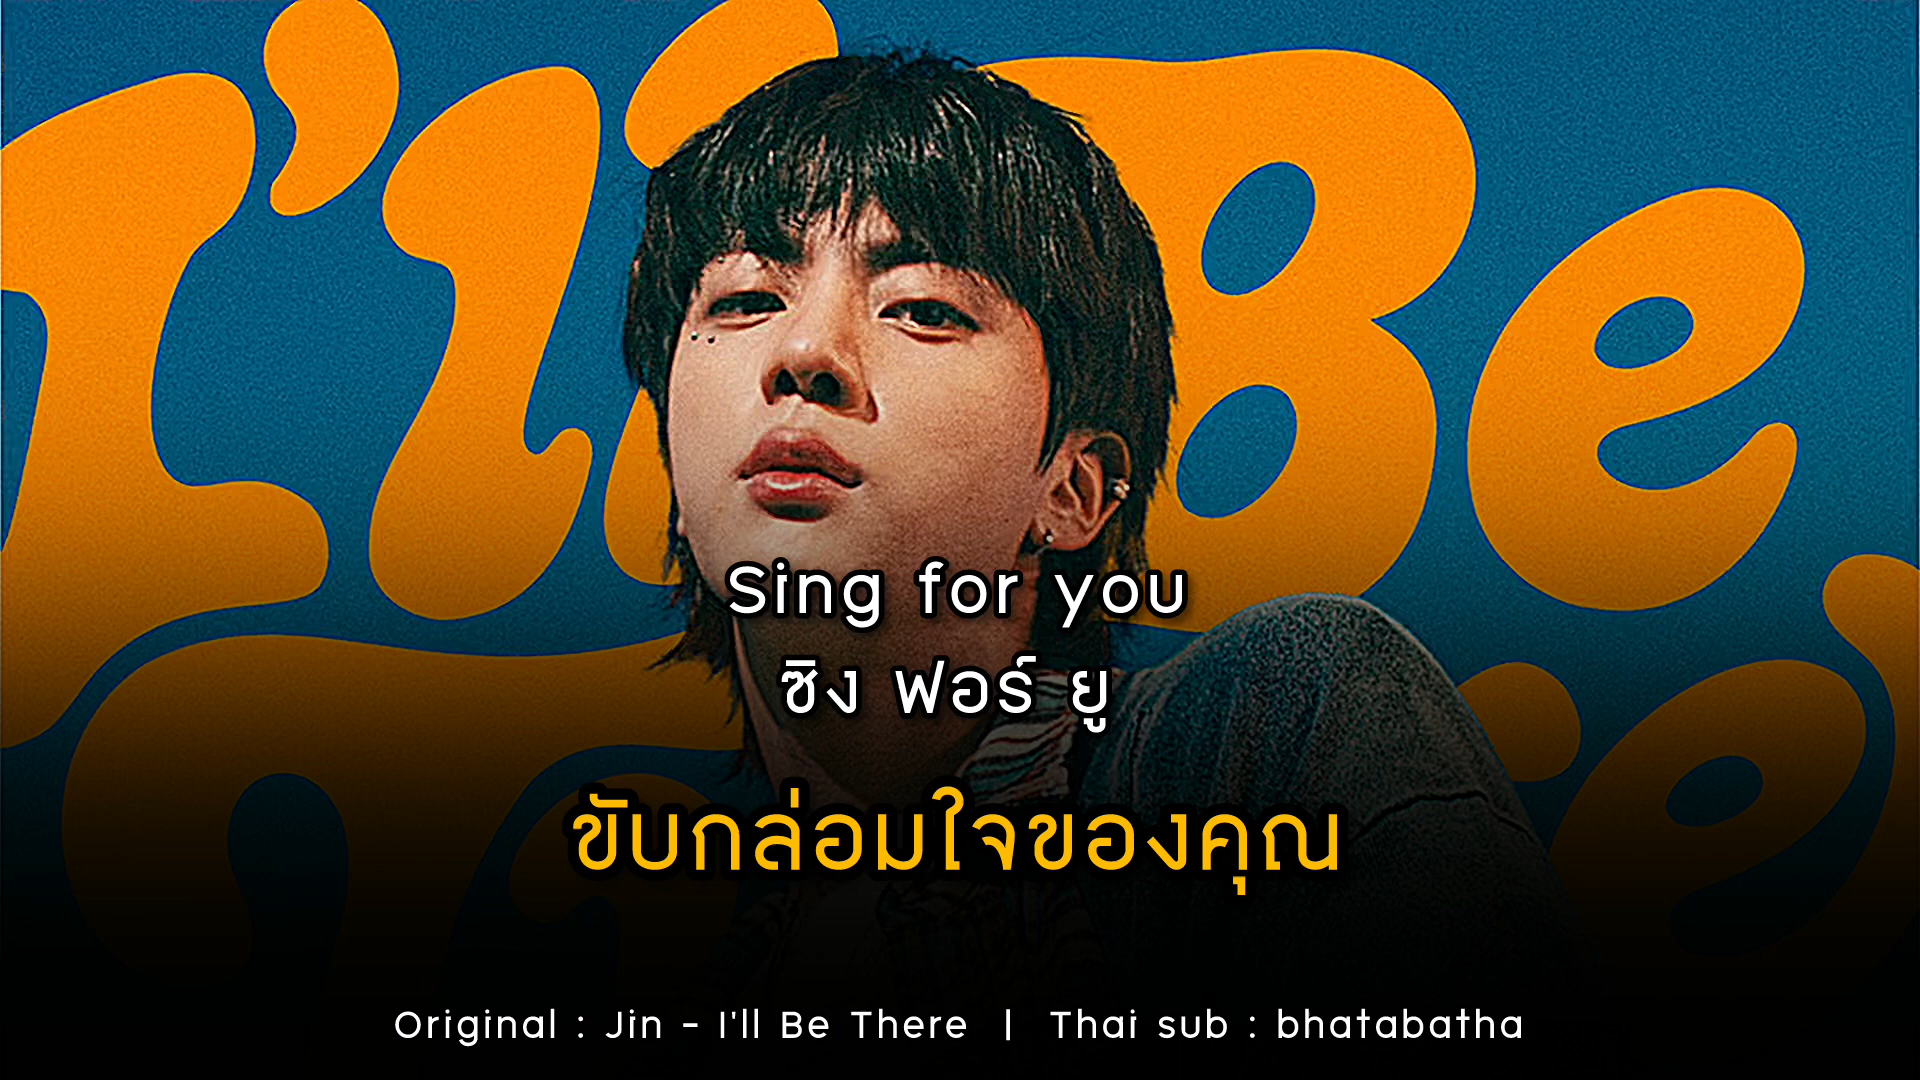 I'll Be
There
Sing for you
ซิง ฟอร์ ยู
ขับกล่อมใจของคุณ
Original : Jin - I'll Be There | Thai sub : bhatabatha